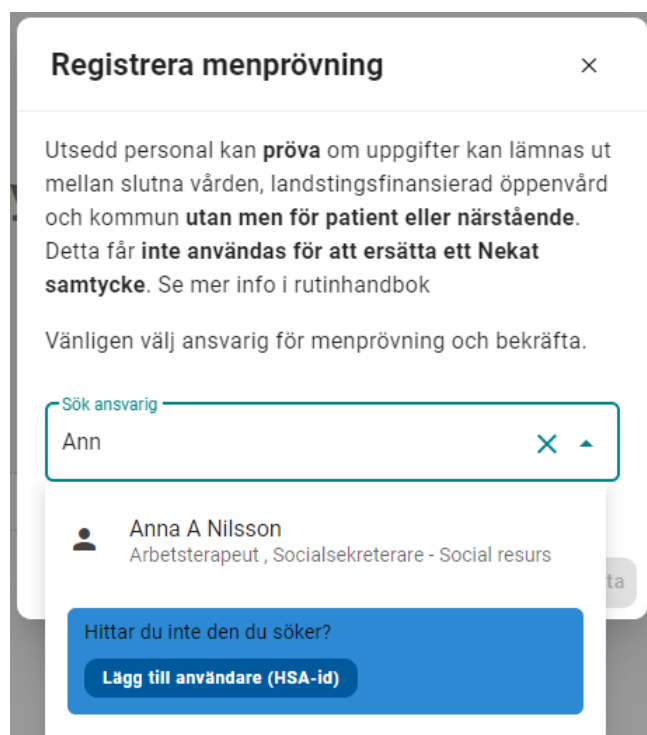 Registrera menprövning
Utsedd personal kan pröva om uppgifter kan lämnas ut
mellan slutna vården, landstingsfinansierad öppenvård
och kommun utan men för patient eller närstående.
Detta får inte användas för att ersätta ett Nekat
samtycke. Se mer info i rutinhandbok
Vänligen välj ansvarig för menprövning och bekräfta.
Sök ansvarig
Ann
Anna A Nilsson
Arbetsterapeut , Socialsekreterare - Social resurs
ta
Hittar du inte den du söker?
Lägg till användare (HSA-id)